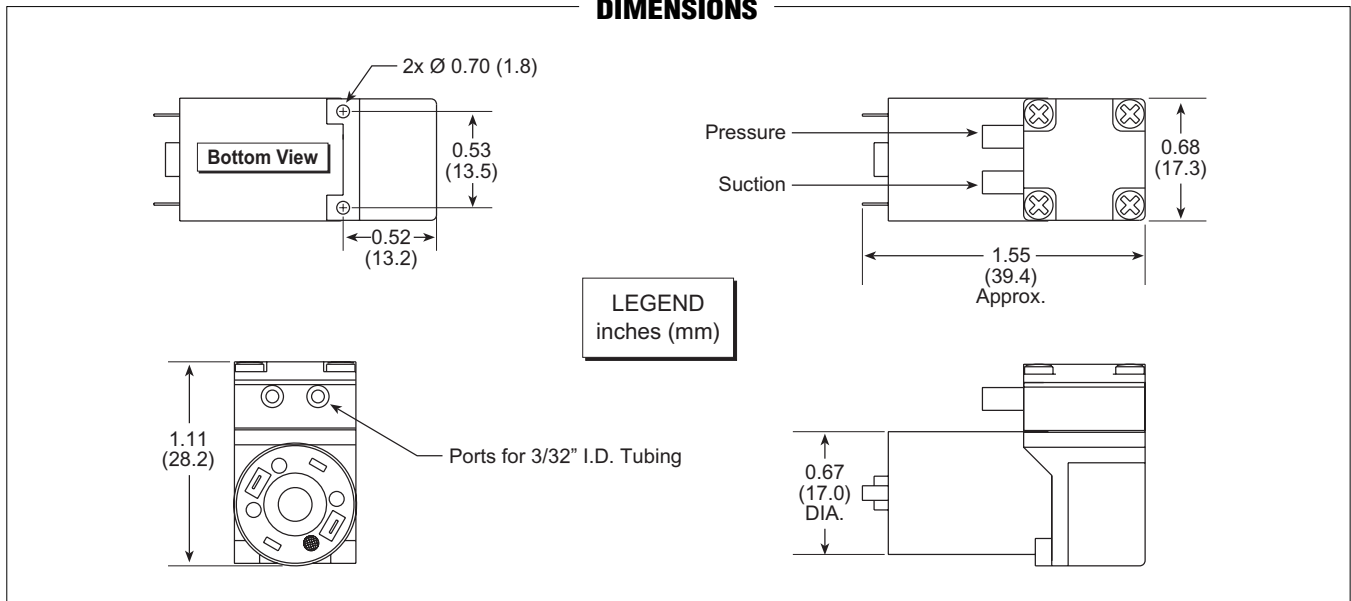 DIMENSIONS
2x Ø 0.70 (1.8)
Bottom View
0.53
(13.5)
0.52
(13.2)
Pressure
Suction
0.68
(17.3)
1.55
(39.4)
Approx.
LEGEND
inches (mm)
1.11
(28.2)
Ports for 3/32” I.D. Tubing
0.67
(17.0)
DIA.